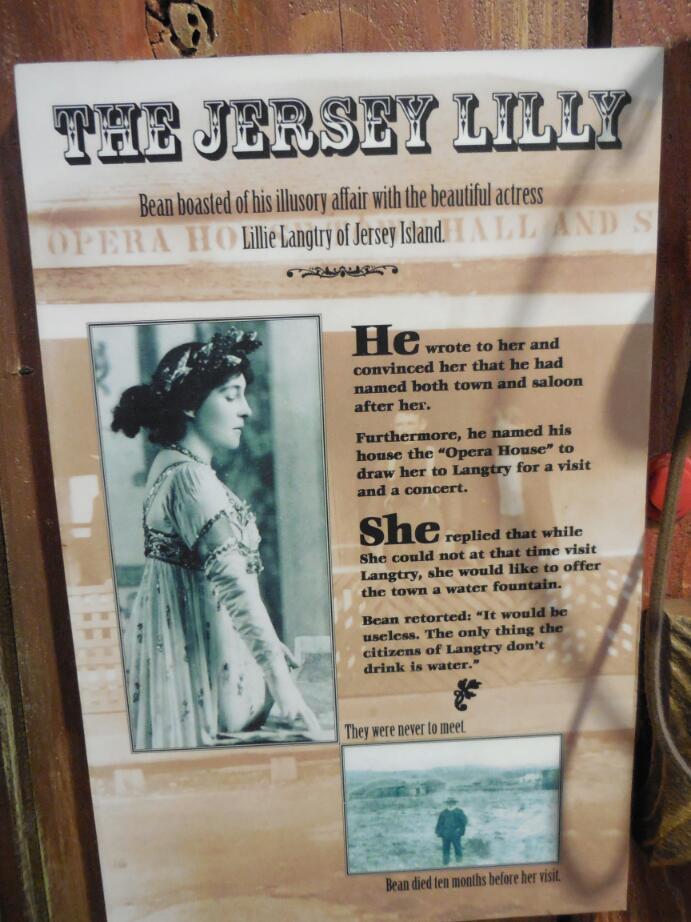 THE JERSEY LILLY
Bean boasted of his illusory affair with the beautiful actress
Lillie Langtry of Jersey Island.
OPERA HO HALL AND S
He wrote to her and
convinced her that he had
named both town and saloon
after her.
Furthermore, he named his
house the “Opera House” to
draw her to Langtry for a visit
and a concert.
She replied that while
She could not at that time visit
Langtry, she would like to offer
the town a water fountain.
Bean retorted: “It would be
useless. The only thing the
citizens of Langtry don’t
drink is water.”
They were never to meet.
Bean died ten months before her visit.